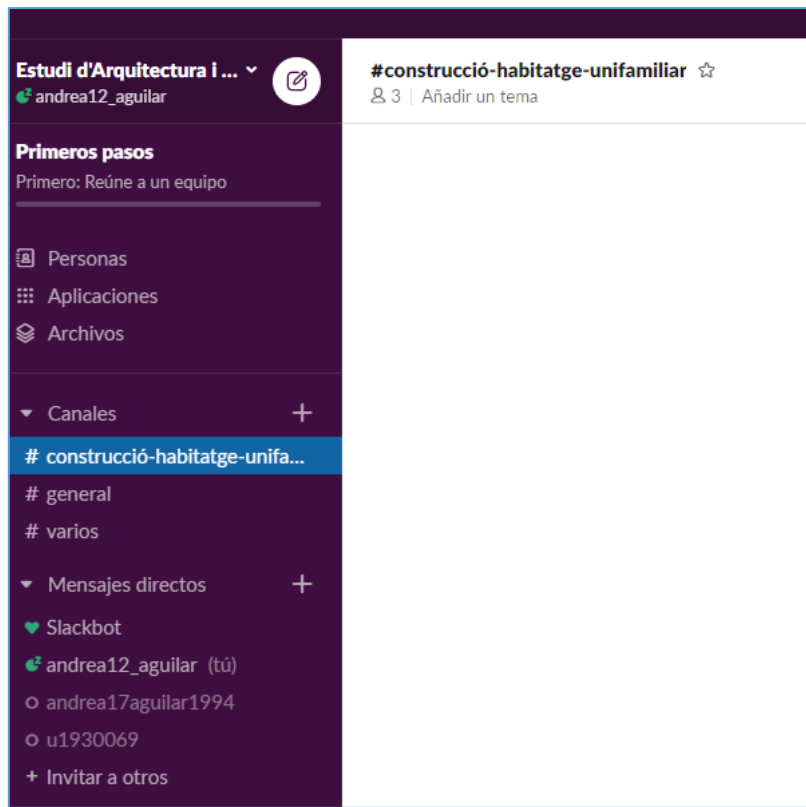 Estudi d'Arquitectura i ...
andrea12_aguilar
Primeros pasos
Primero: Reúne a un equipo
Personas
Aplicaciones
Archivos
Canales
# construcció-habitatge-unifa...
# general
# varios
Mensajes directos
Slackbot
andrea12_aguilar (tú)
andrea17aguilar1994
u1930069
+ Invitar a otros
#construcció-habitatge-unifamiliar
3 | Añadir un tema